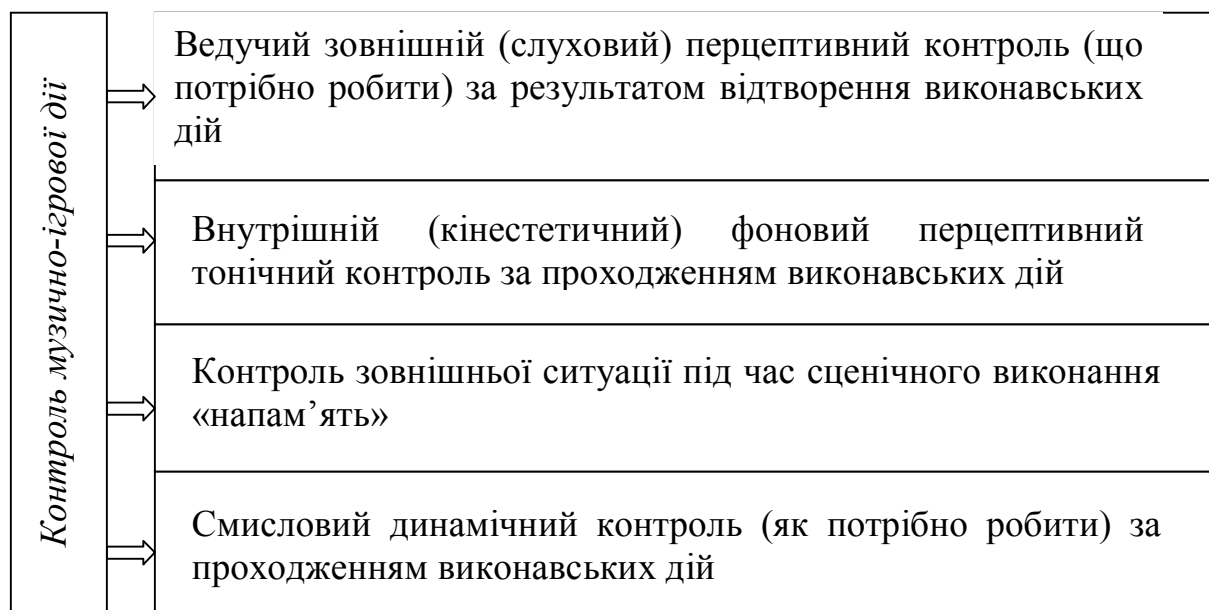 Контроль музично-ігрової дії
Ведучий зовнішній (слуховий) перцептивний контроль (що
потрібно робити) за результатом відтворення виконавських
дій
Внутрішній (кінестетичний) фоновий перцептивний
тонічний контроль за проходженням виконавських дій
Контроль зовнішньої ситуації під час сценічного виконання
«напам’ять»
Смисловий динамічний контроль (як потрібно робити) за
проходженням виконавських дій